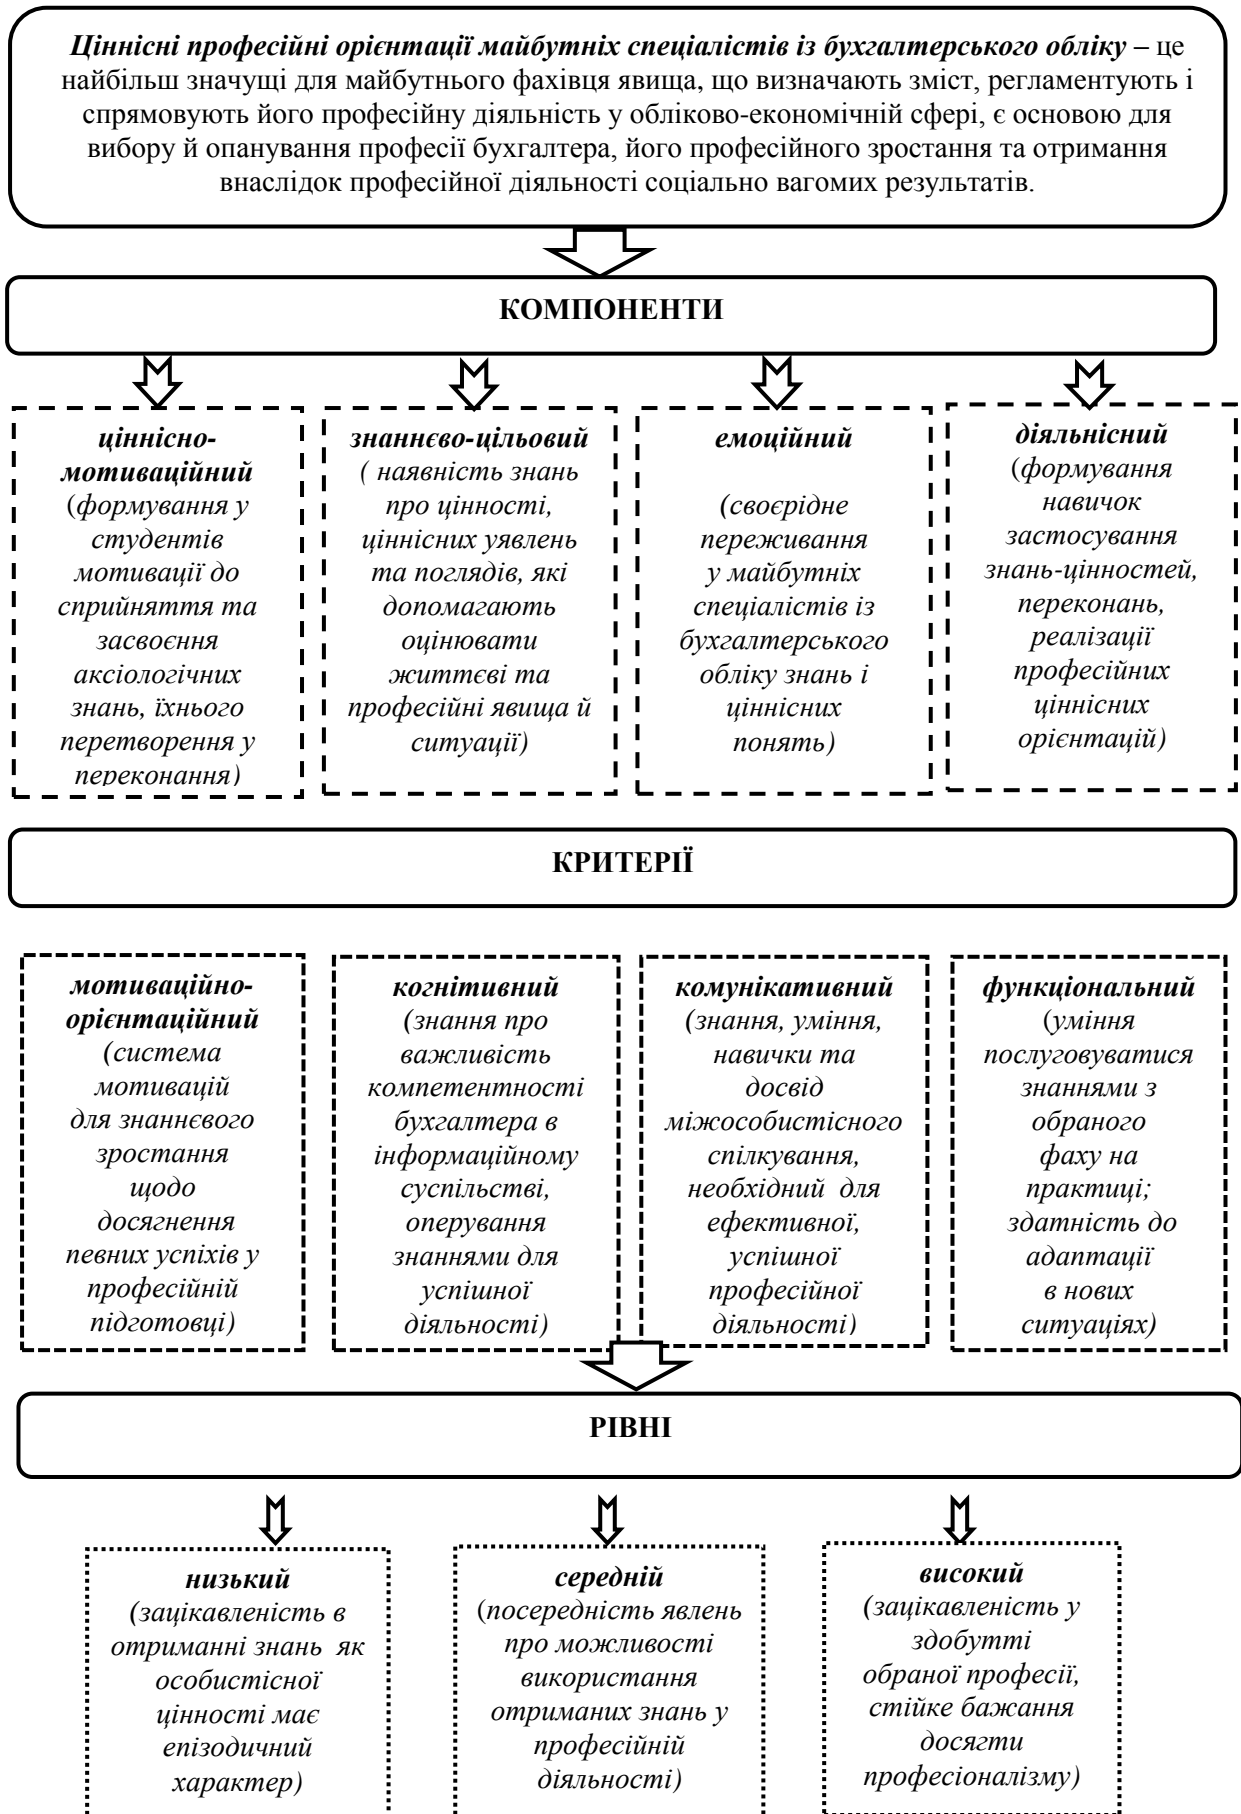 Ціннісні професійні орієнтації майбутніх спеціалістів із бухгалтерського обліку – це
найбільш значущі для майбутнього фахівця явища, що визначають зміст, регламентують і
спрямовують його професійну діяльність у обліково-економічній сфері, є основою для
вибору й опанування професії бухгалтера, його професійного зростання та отримання
внаслідок професійної діяльності соціально вагомих результатів.
КОМПОНЕНТИ
ціннісно-
мотиваційний
(формування у
студентів
мотивації до
сприйняття та
засвоєння
аксіологічних
знань, їхнього
перетворення у
переконання)
знаннєво-цільовий
( наявність знань
про цінності,
ціннісних уявлень
та поглядів, які
допомагають
оцінювати
життєві та
професійні явища й
ситуації)
емоційний
(своєрідне
переживання
у майбутніх
спеціалістів із
бухгалтерського
обліку знань і
ціннісних
понять)
діяльнісний
(формування
навичок
застосування
знань-цінностей,
переконань,
реалізації
професійних
ціннісних
орієнтацій)
КРИТЕРІЇ
мотиваційно-
орієнтаційний
(система
мотивацій
для знаннєвого
зростання
щодо
досягнення
певних успіхів у
професійній
підготовці)
когнітивний
(знання про
важливість
компетентності
бухгалтера в
інформаційному
суспільстві,
оперування
знаннями для
успішної
діяльності)
комунікативний
(знання, уміння,
навички та
досвід
міжособистісного
спілкування,
необхідний для
ефективної,
успішної
професійної
діяльності)
функціональний
(уміння
послуговуватися
знаннями з
обраного
фаху на
практиці;
здатність до
адаптації
в нових
ситуаціях)
РІВНІ
низький
(зацікавленість в
отриманні знань як
особистісної
цінності має
епізодичний
характер)
середній
(посередність явлень
про можливості
використання
отриманих знань у
професійній
діяльності)
високий
(зацікавленість у
здобутті
обраної професії,
стійке бажання
досягти
професіоналізму)